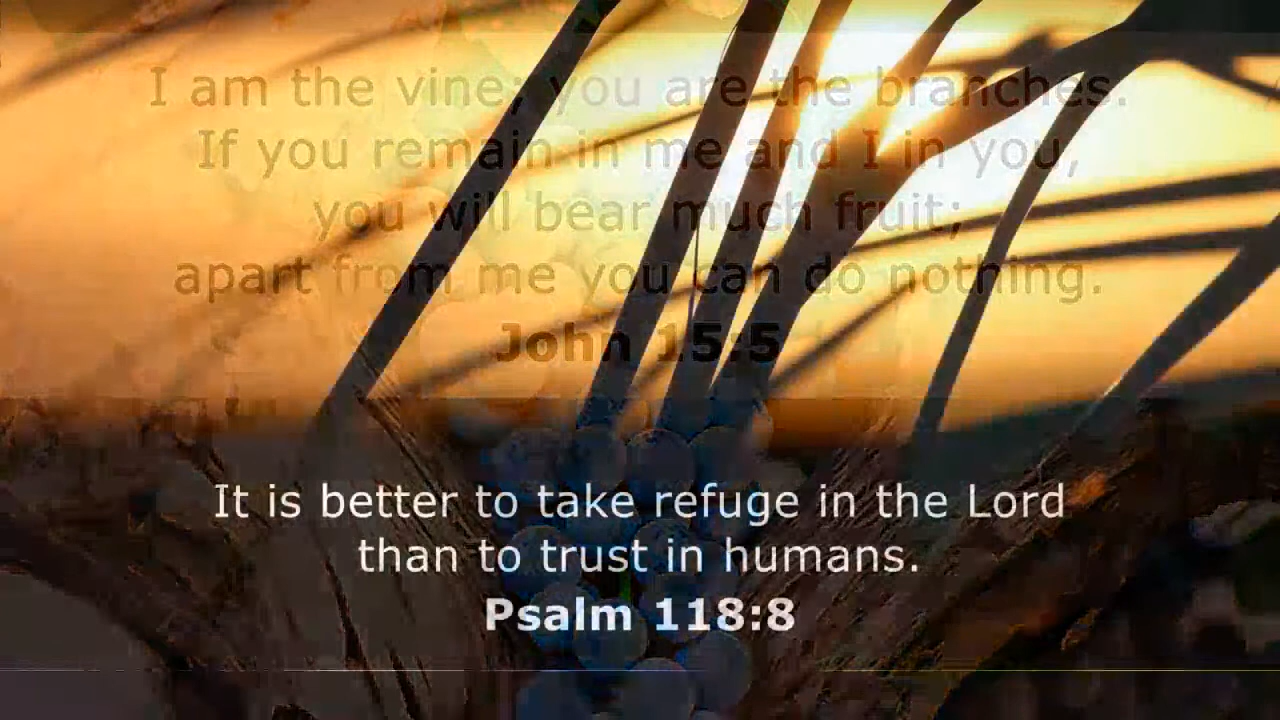 I am the vine; you are the branches.
If you remain in me and I in you,
you will bear much fruit;
apart from me you can do nothing.
John 15:5
It is better to take refuge in the Lord
than to trust in humans.
Psalm 118:8